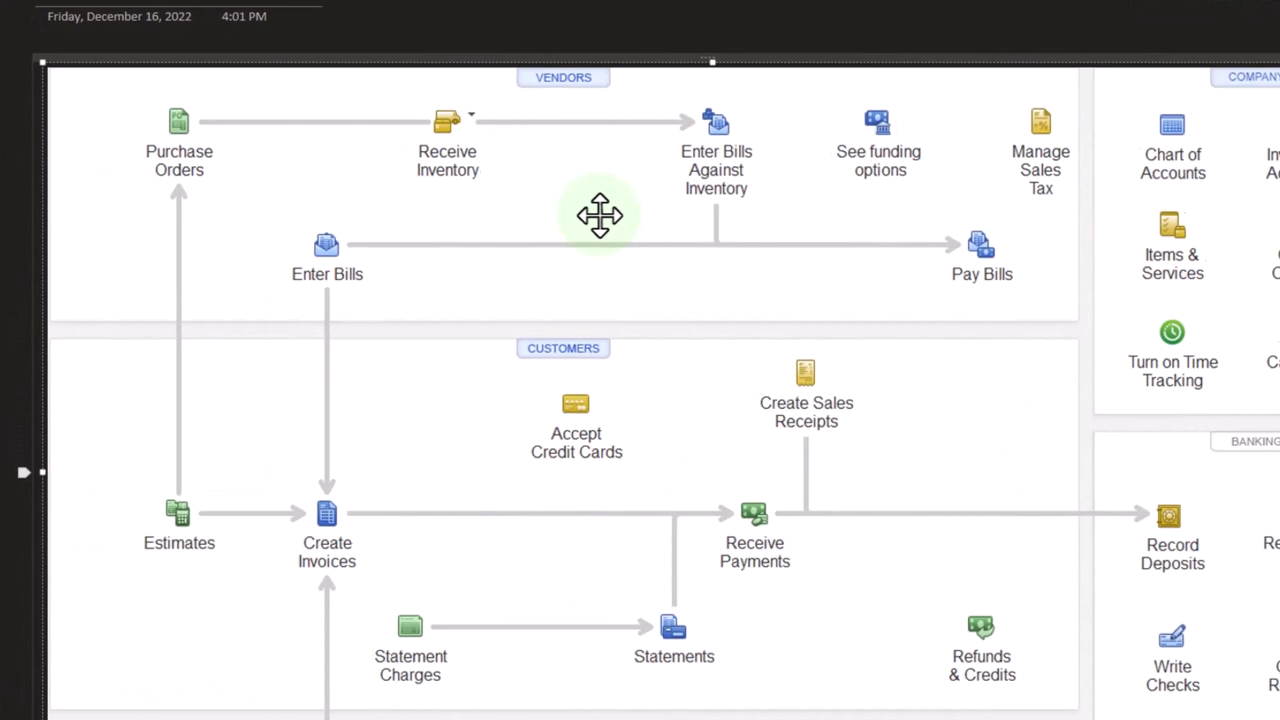 Friday, December 16, 2022 4:01 PM
VENDORS
COMPANY
Purchase
Orders
Receive
Inventory
Enter Bills
Against
Inventory
See funding
options
Manage
Sales
Tax
Chart of
Accounts
Enter Bills
Pay Bills
Items &
Services
CUSTOMERS
Turn on Time
Tracking
Accept
Credit Cards
Create Sales
Receipts
BANKING
Estimates
Create
Invoices
Receive
Payments
Record
Deposits
Statement
Charges
Statements
Refunds
& Credits
Write
Checks